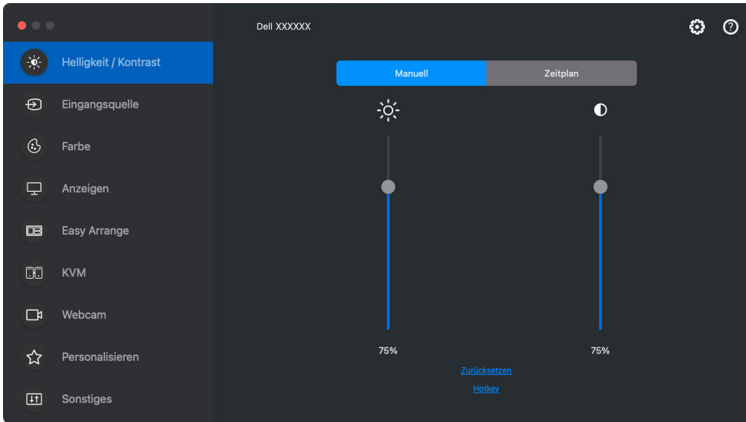 Dell XXXXXX
Helligkeit / Kontrast
Eingangsquelle
Farbe
Anzeigen
Easy Arrange
KVM
Webcam
Personalisieren
Sonstiges
Manuell
Zeitplan
75%
75%
Zurücksetzen
Hotkey